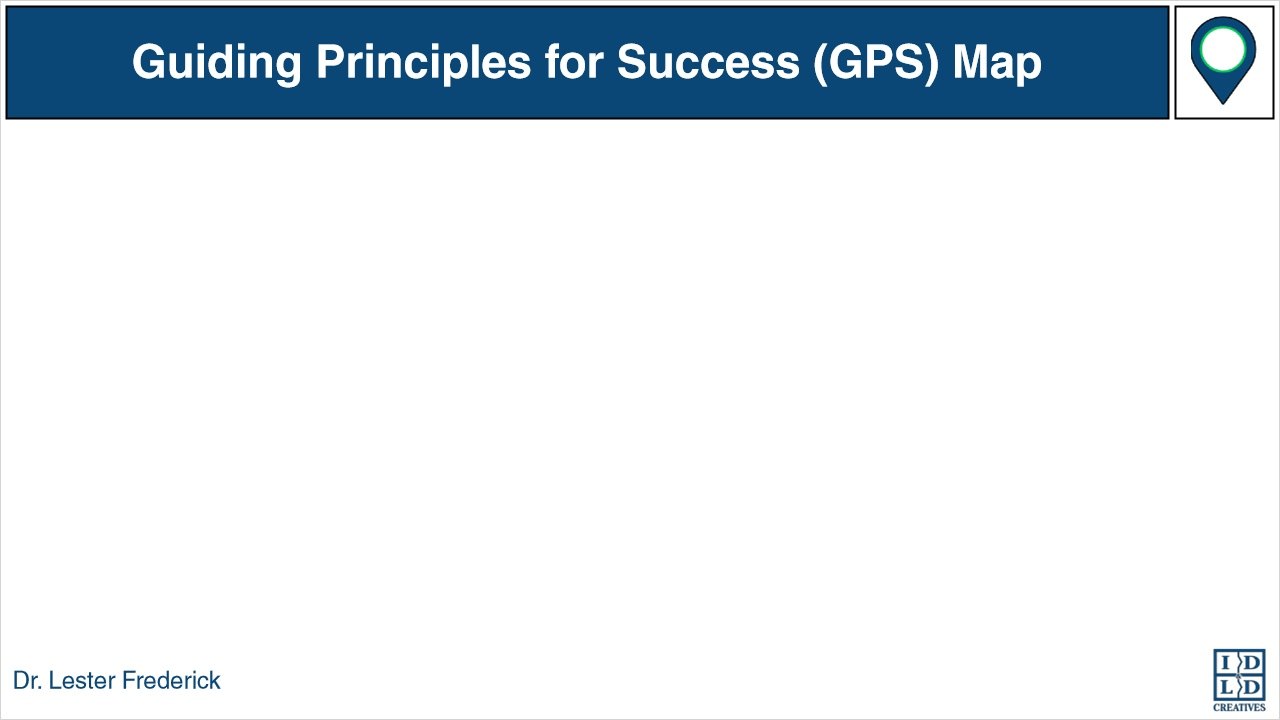 Guiding Principles for Success (GPS) Map
Dr. Lester Frederick
I D
L D
CREATIVES